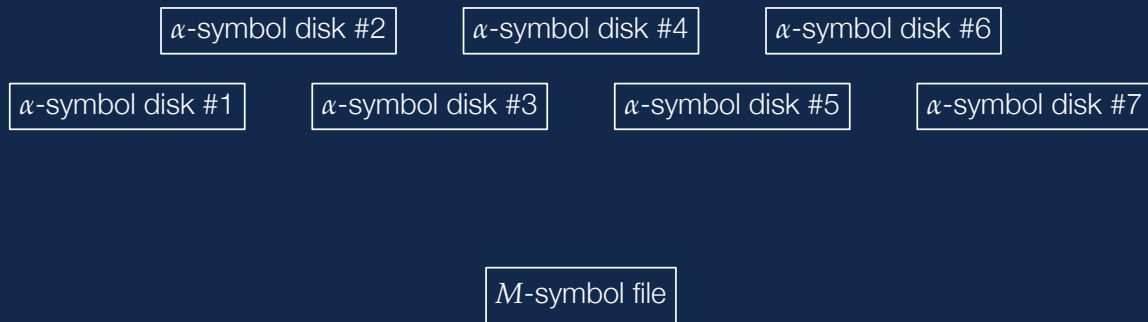 α-symbol disk #2 α-symbol disk #4 α-symbol disk #6
α-symbol disk #1 α-symbol disk #3 α-symbol disk #5 α-symbol disk #7
M-symbol file